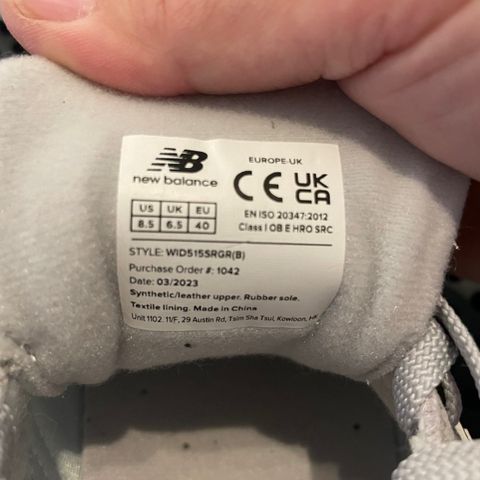 NB
new balance
EUROPE-UK
CE UK CA
US UK EU
8.5 6.5 40
EN ISO 20347:2012
Class I OB E HRO SRC
STYLE: WID515SRGR(B)
Purchase Order #: 1042
Date: 03/2023
Synthetic/leather upper. Rubber sole.
Textile lining. Made in China
Unit 1102. 11/F, 29 Austin Rd, Tsim Sha Tsui, Kowloon, HK